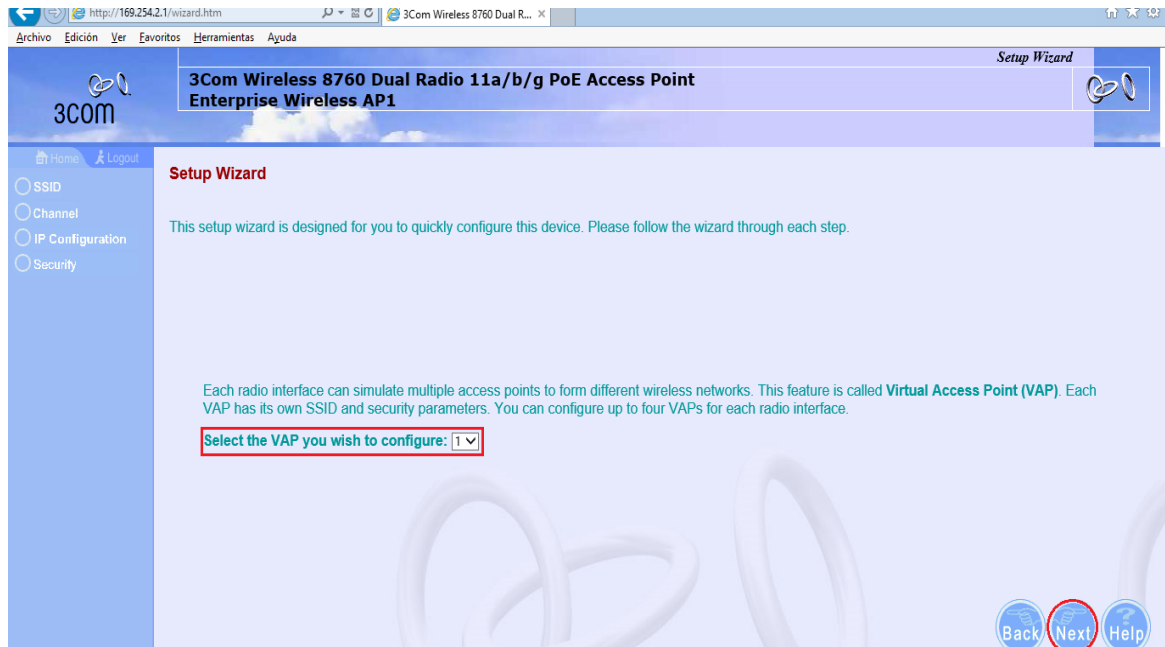 http://169.254.2.1/wizard.htm
3Com Wireless 8760 Dual R...
Archivo Edición Ver Favoritos Herramientas Ayuda
Setup Wizard
3COM
3Com Wireless 8760 Dual Radio 11a/b/g PoE Access Point
Enterprise Wireless AP1
Home Logout
SSID
Channel
IP Configuration
Security
Setup Wizard
This setup wizard is designed for you to quickly configure this device. Please follow the wizard through each step.
Each radio interface can simulate multiple access points to form different wireless networks. This feature is called Virtual Access Point (VAP). Each
VAP has its own SSID and security parameters. You can configure up to four VAPs for each radio interface.
Select the VAP you wish to configure: 1
Back Next Help